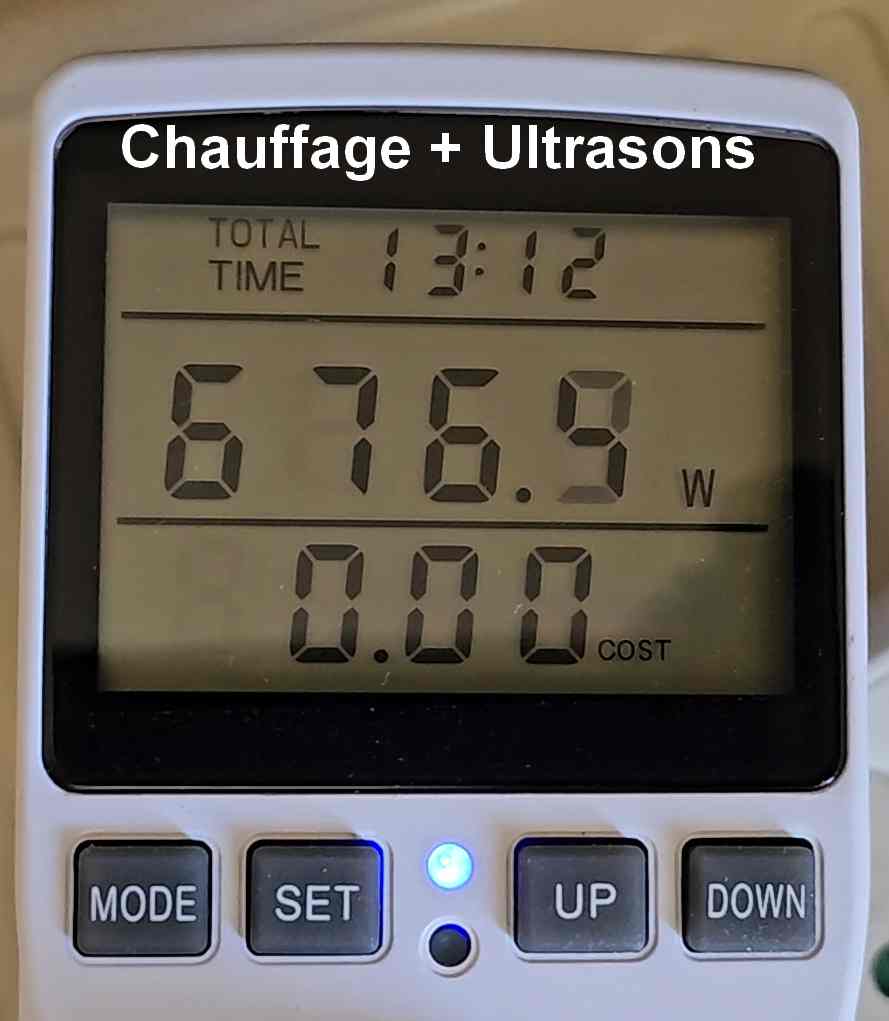 Chauffage + Ultrasons
TOTAL
TIME 13:12
676.9 W
0.00 COST
MODE SET UP DOWN